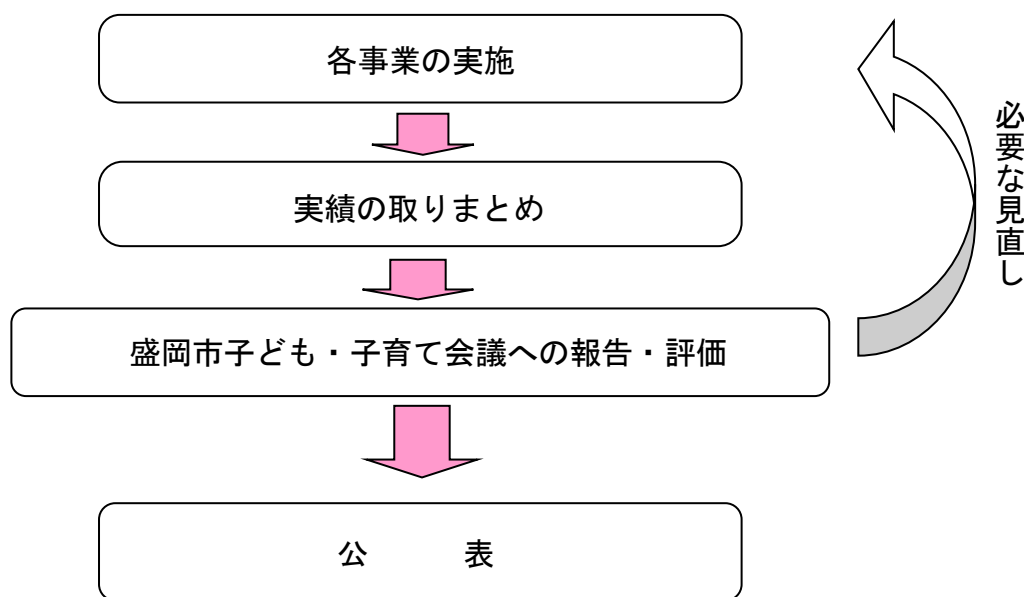 各事業の実施
実績の取りまとめ
盛岡市子ども・子育て会議への報告・評価
公　　　表
必要な見直し